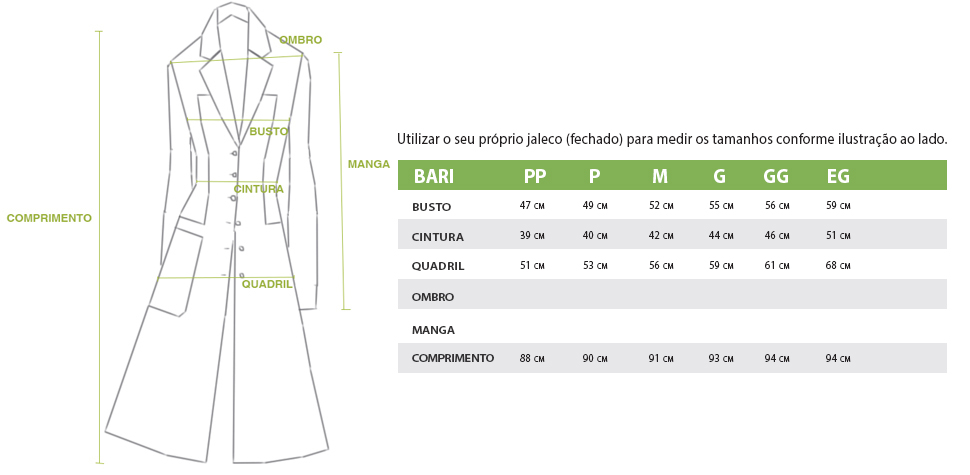 OMBRO
BUSTO
MANGA
CINTURA
COMPRIMENTO
QUADRIL
Utilizar o seu próprio jaleco (fechado) para medir os tamanhos conforme ilustração ao lado.
BARI PP P M G GG EG
BUSTO 47 CM 49 CM 52 CM 55 CM 56 CM 59 CM
CINTURA 39 CM 40 CM 42 CM 44 CM 46 CM 51 CM
QUADRIL 51 CM 53 CM 56 CM 59 CM 61 CM 68 CM
OMBRO
MANGA
COMPRIMENTO 88 CM 90 CM 91 CM 93 CM 94 CM 94 CM